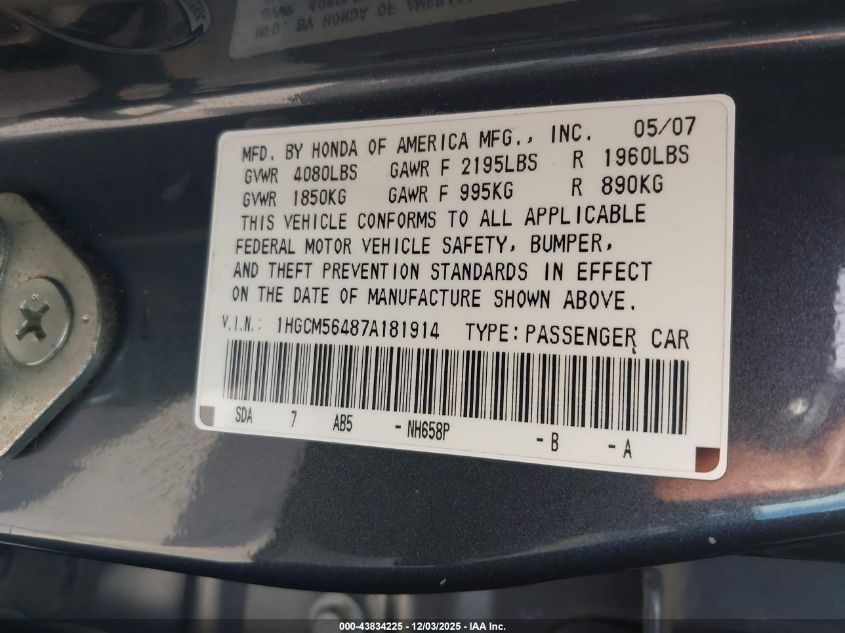 MFD. BY HONDA OF AMERICA MFG., INC. 05/07
GVWR 4080LBS GAWR F 2195LBS R 1960LBS
GVWR 1850KG GAWR F 995KG R 890KG
THIS VEHICLE CONFORMS TO ALL APPLICABLE
FEDERAL MOTOR VEHICLE SAFETY, BUMPER,
AND THEFT PREVENTION STANDARDS IN EFFECT
ON THE DATE OF MANUFACTURE SHOWN ABOVE.
V.I.N.: 1HGCM56487A181914 TYPE:PASSENGER CAR
SDA 7 AB5 -NH658P -B -A
000-43834225 - 12/03/2025 - IAA Inc.